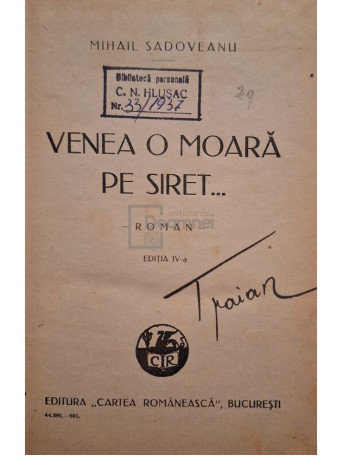 MIHAIL SADOVEANU
Bibliotecă personală
C. N. HLUȘAC
Nr. 33/1937
29
VENEA O MOARĂ
PE SIRET...
ROMAN
EDIȚIA IV-a
Traian
CR
EDITURA „CARTEA ROMÂNEASCĂ”, BUCUREȘTI